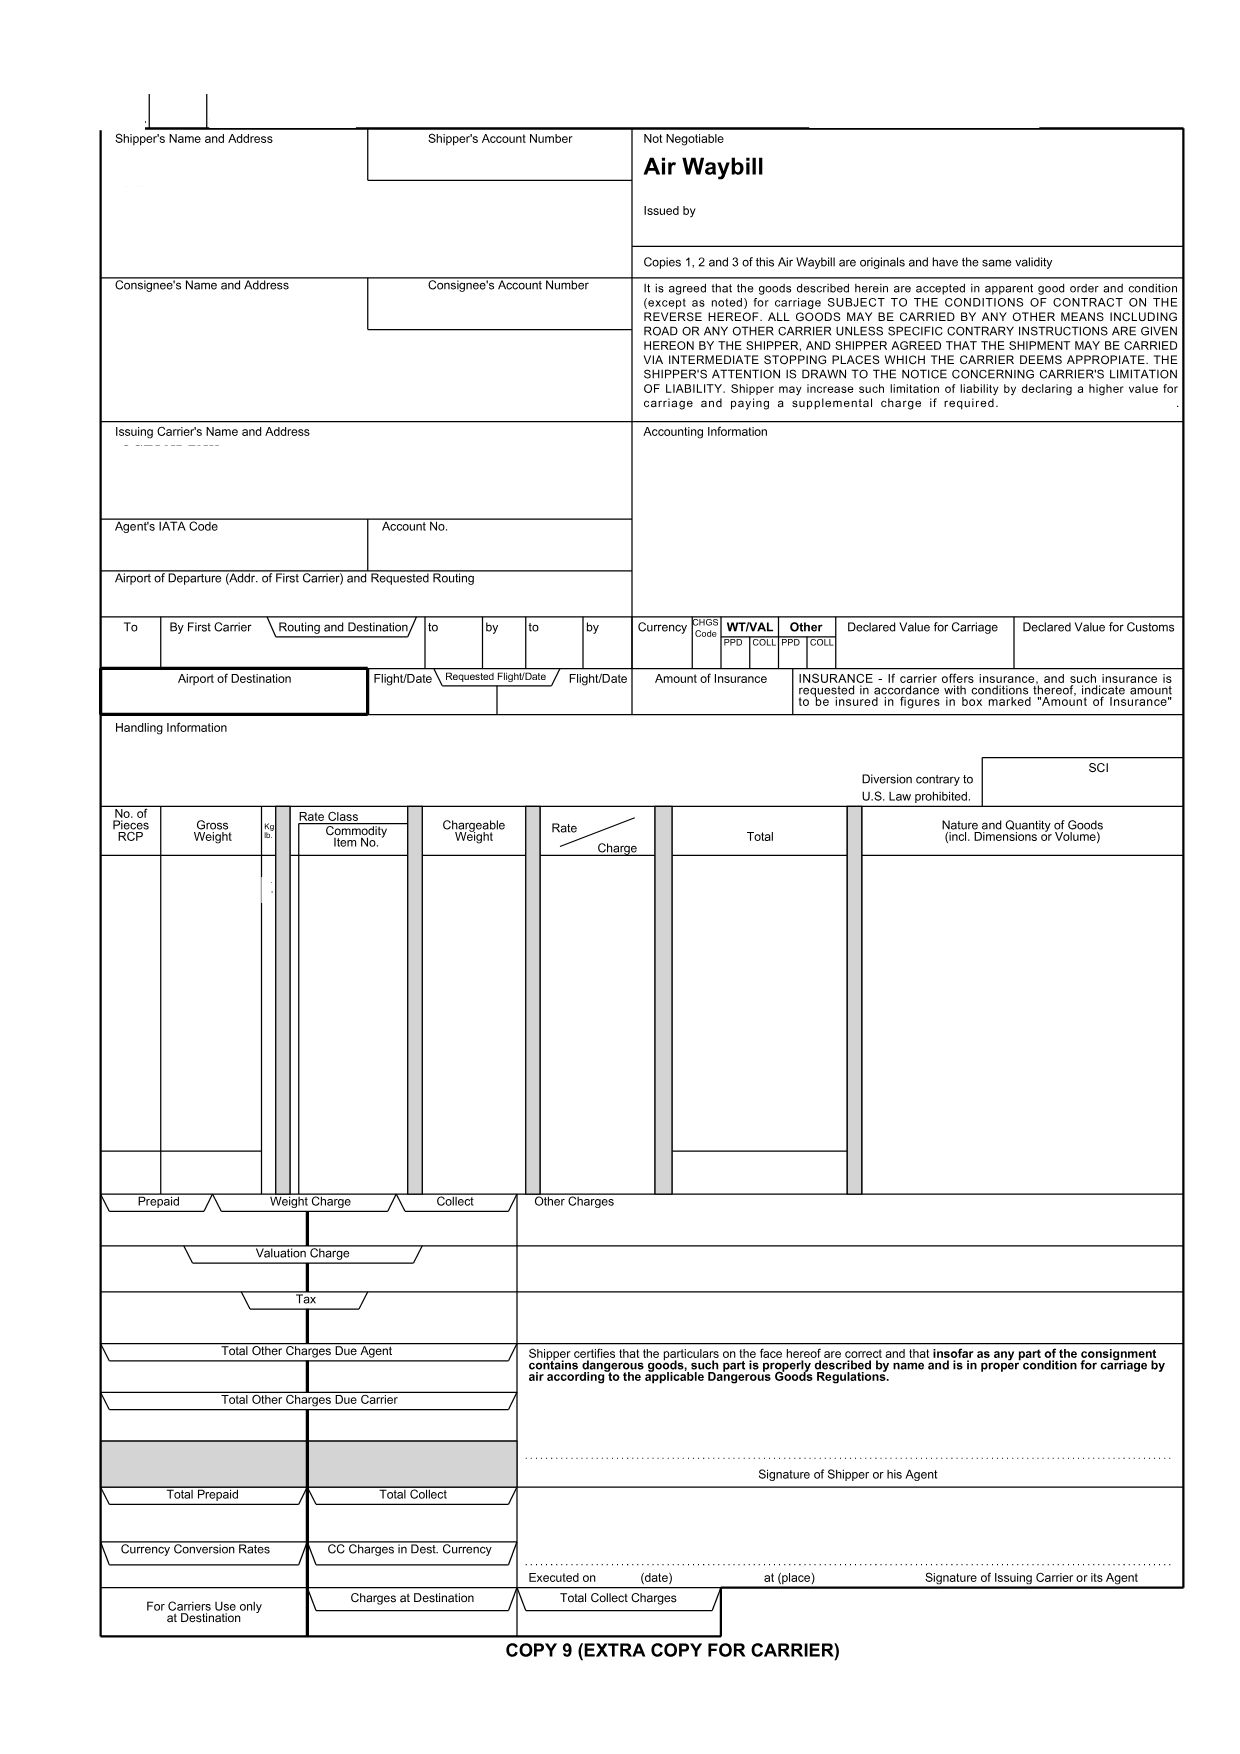 Shipper's Name and Address
Shipper's Account Number
Not Negotiable
Air Waybill
Issued by
Copies 1, 2 and 3 of this Air Waybill are originals and have the same validity
Consignee's Name and Address
Consignee's Account Number
It is agreed that the goods described herein are accepted in apparent good order and condition
(except as noted) for carriage SUBJECT TO THE CONDITIONS OF CONTRACT ON THE
REVERSE HEREOF. ALL GOODS MAY BE CARRIED BY ANY OTHER MEANS INCLUDING
ROAD OR ANY OTHER CARRIER UNLESS SPECIFIC CONTRARY INSTRUCTIONS ARE GIVEN
HEREON BY THE SHIPPER, AND SHIPPER AGREED THAT THE SHIPMENT MAY BE CARRIED
VIA INTERMEDIATE STOPPING PLACES WHICH THE CARRIER DEEMS APPROPIATE. THE
SHIPPER'S ATTENTION IS DRAWN TO THE NOTICE CONCERNING CARRIER'S LIMITATION
OF LIABILITY. Shipper may increase such limitation of liability by declaring a higher value for
carriage and paying a supplemental charge if required.
Issuing Carrier's Name and Address
Accounting Information
Agent's IATA Code
Account No.
Airport of Departure (Addr. of First Carrier) and Requested Routing
To
By First Carrier
Routing and Destination
to
by
to
by
Currency
CHGS
Code
WT/VAL
PPD
COLL
Other
PPD
COLL
Declared Value for Carriage
Declared Value for Customs
Airport of Destination
Flight/Date
Requested Flight/Date
Flight/Date
Amount of Insurance
INSURANCE - If carrier offers insurance, and such insurance is
requested in accordance with conditions thereof, indicate amount
to be insured in figures in box marked "Amount of Insurance"
Handling Information
Diversion contrary to
U.S. Law prohibited.
SCI
No. of
Pieces
RCP
Gross
Weight
Kg
lb.
Rate Class
Commodity
Item No.
Chargeable
Weight
Rate
Charge
Total
Nature and Quantity of Goods
(incl. Dimensions or Volume)
Prepaid
Weight Charge
Collect
Other Charges
Valuation Charge
Tax
Total Other Charges Due Agent
Shipper certifies that the particulars on the face hereof are correct and that insofar as any part of the consignment
contains dangerous goods, such part is properly described by name and is in proper condition for carriage by
air according to the applicable Dangerous Goods Regulations.
Total Other Charges Due Carrier
Signature of Shipper or his Agent
Total Prepaid
Total Collect
Currency Conversion Rates
CC Charges in Dest. Currency
Executed on
(date)
at (place)
Signature of Issuing Carrier or its Agent
For Carriers Use only
at Destination
Charges at Destination
Total Collect Charges
COPY 9 (EXTRA COPY FOR CARRIER)